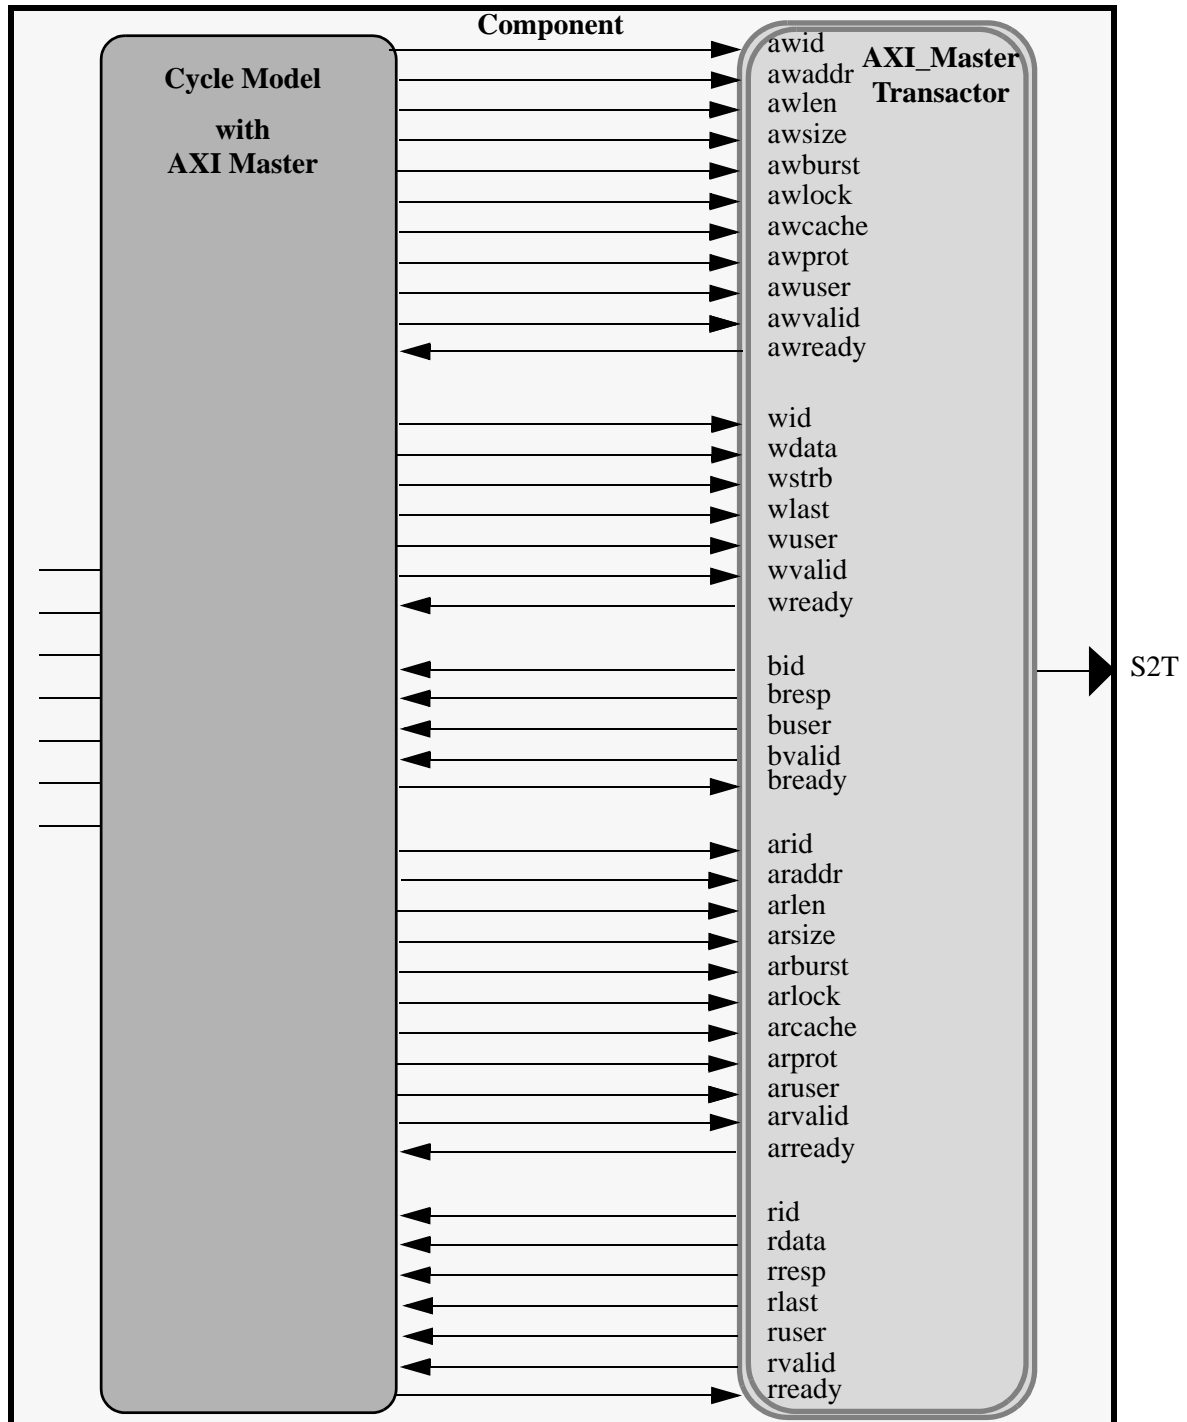 Component
Cycle Model
with
AXI Master
AXI_Master
Transactor
awid
awaddr
awlen
awsize
awburst
awlock
awcache
awprot
awuser
awvalid
awready
wid
wdata
wstrb
wlast
wuser
wvalid
wready
bid
bresp
buser
bvalid
bready
arid
araddr
arlen
arsize
arburst
arlock
arcache
arprot
aruser
arvalid
arready
rid
rdata
rresp
rlast
ruser
rvalid
rready
S2T